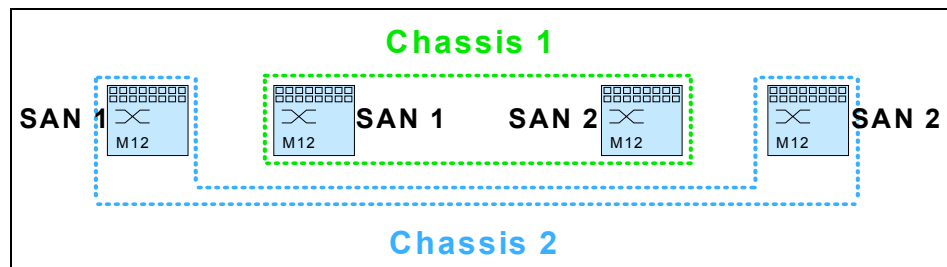 Chassis 1
SAN 1 SAN 1 SAN 2 SAN 2
M12 M12 M12 M12
Chassis 2